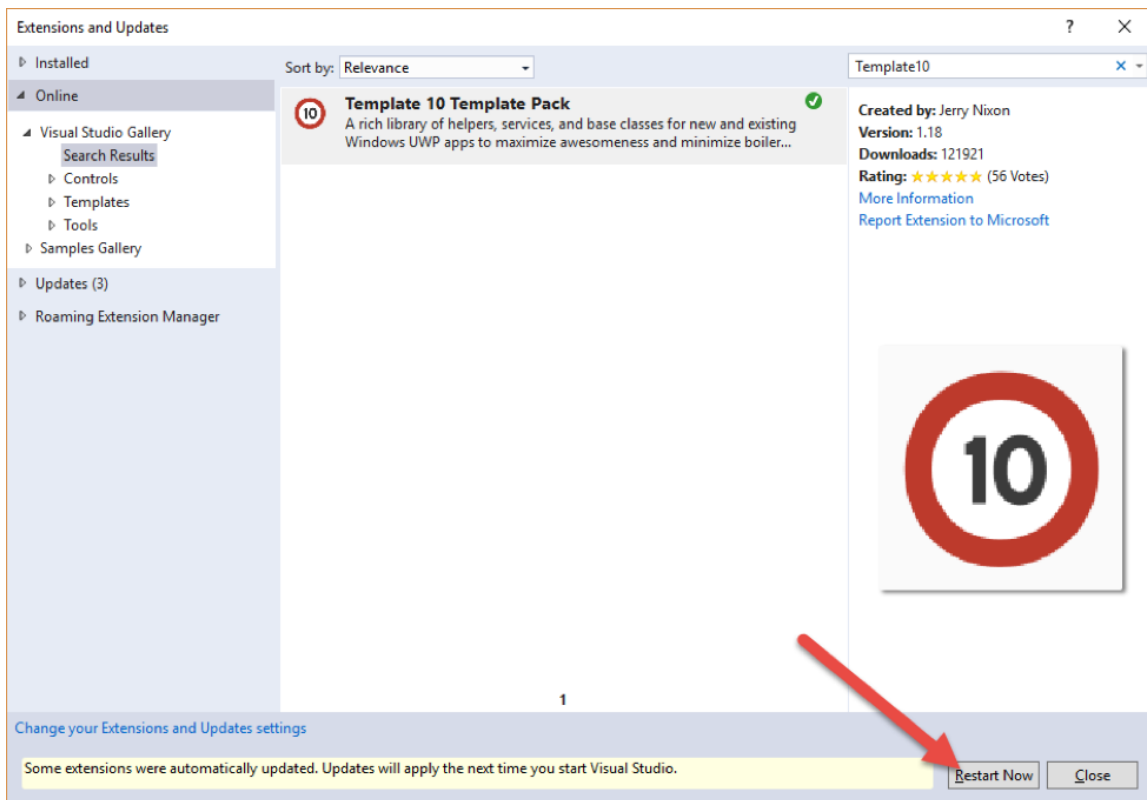 Extensions and Updates
? X
Installed
Online
Visual Studio Gallery
Search Results
Controls
Templates
Tools
Samples Gallery
Updates (3)
Roaming Extension Manager
Sort by: Relevance
10
Template 10 Template Pack
A rich library of helpers, services, and base classes for new and existing
Windows UWP apps to maximize awesomeness and minimize boiler...
1
Template10
Created by: Jerry Nixon
Version: 1.18
Downloads: 121921
Rating: ★★★★★ (56 Votes)
More Information
Report Extension to Microsoft
10
Change your Extensions and Updates settings
Some extensions were automatically updated. Updates will apply the next time you start Visual Studio.
Restart Now
Close